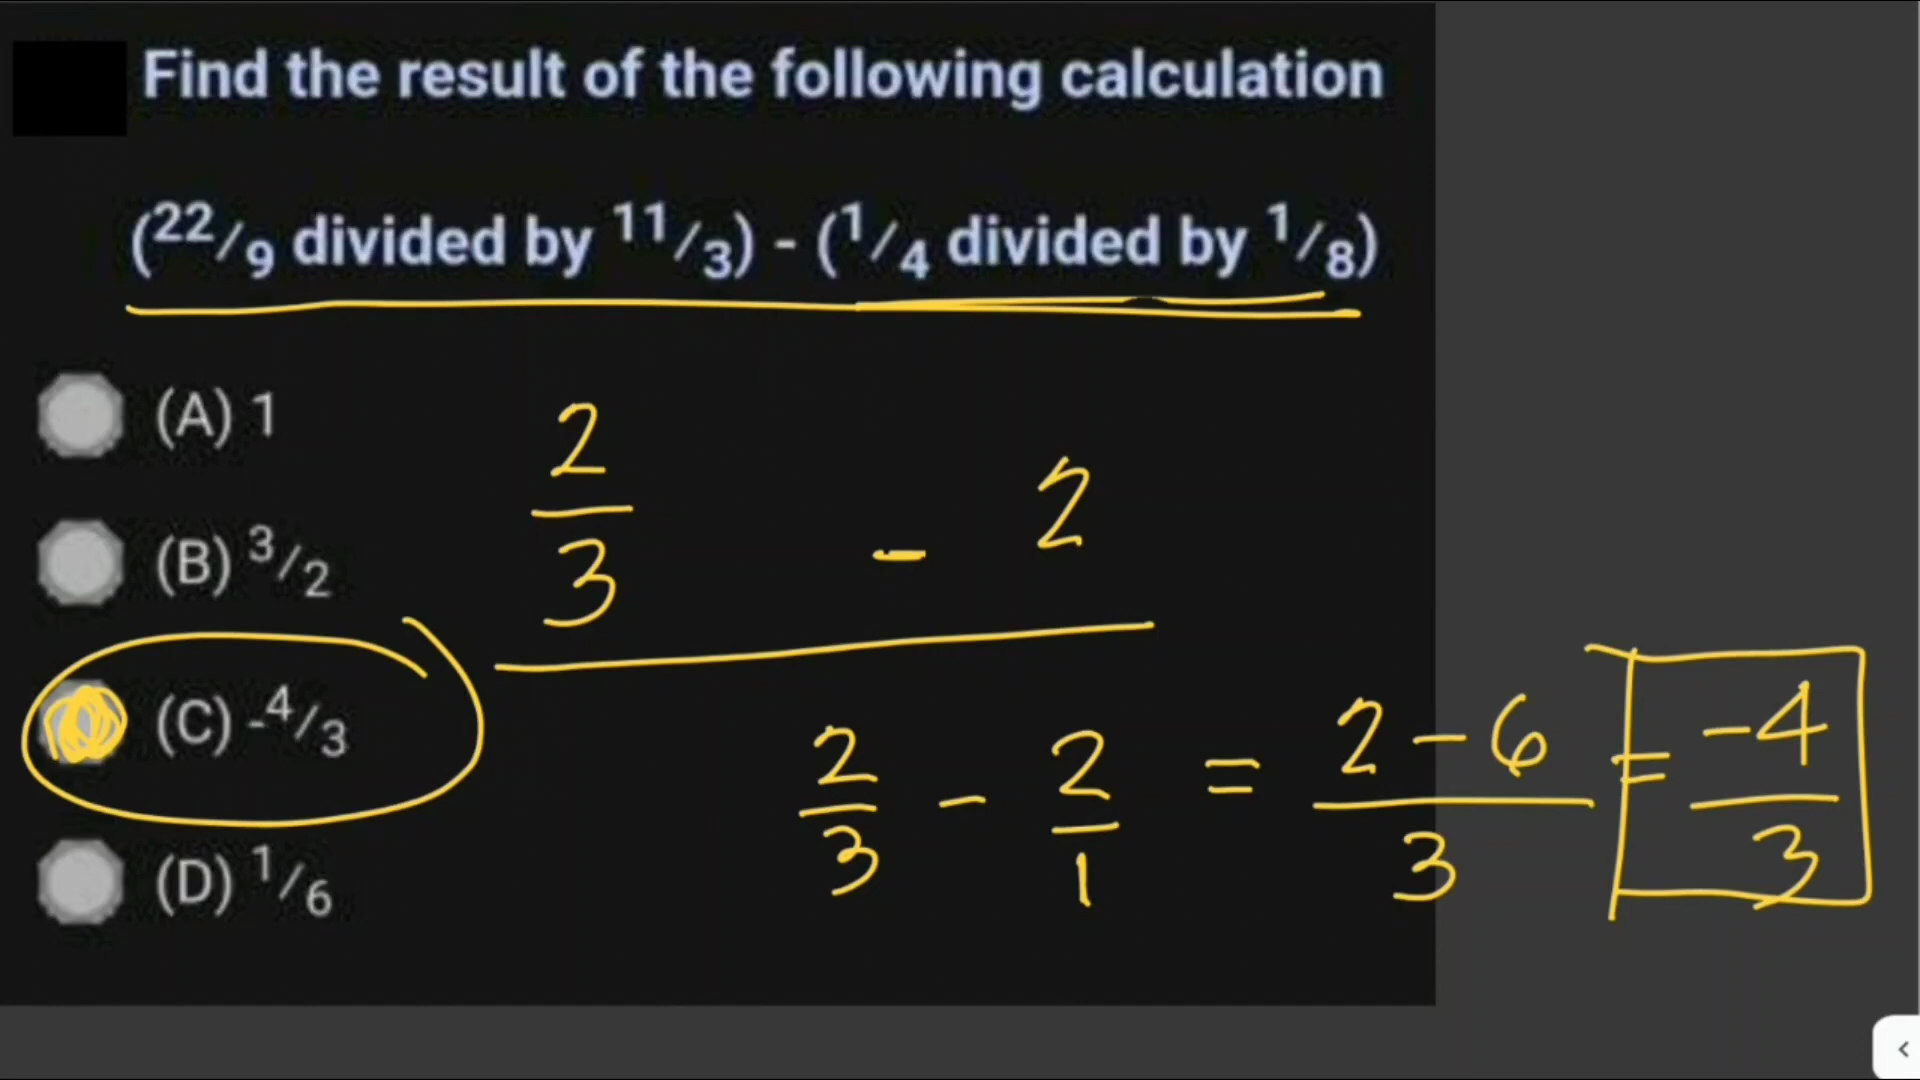 Find the result of the following calculation
(22/9 divided by 11/3) - (1/4 divided by 1/8)
(A) 1
(B) 3/2
(C) -4/3
(D) 1/6
2/3 - 2
2/3 - 2/1 = 2-6/3 = -4/3
<